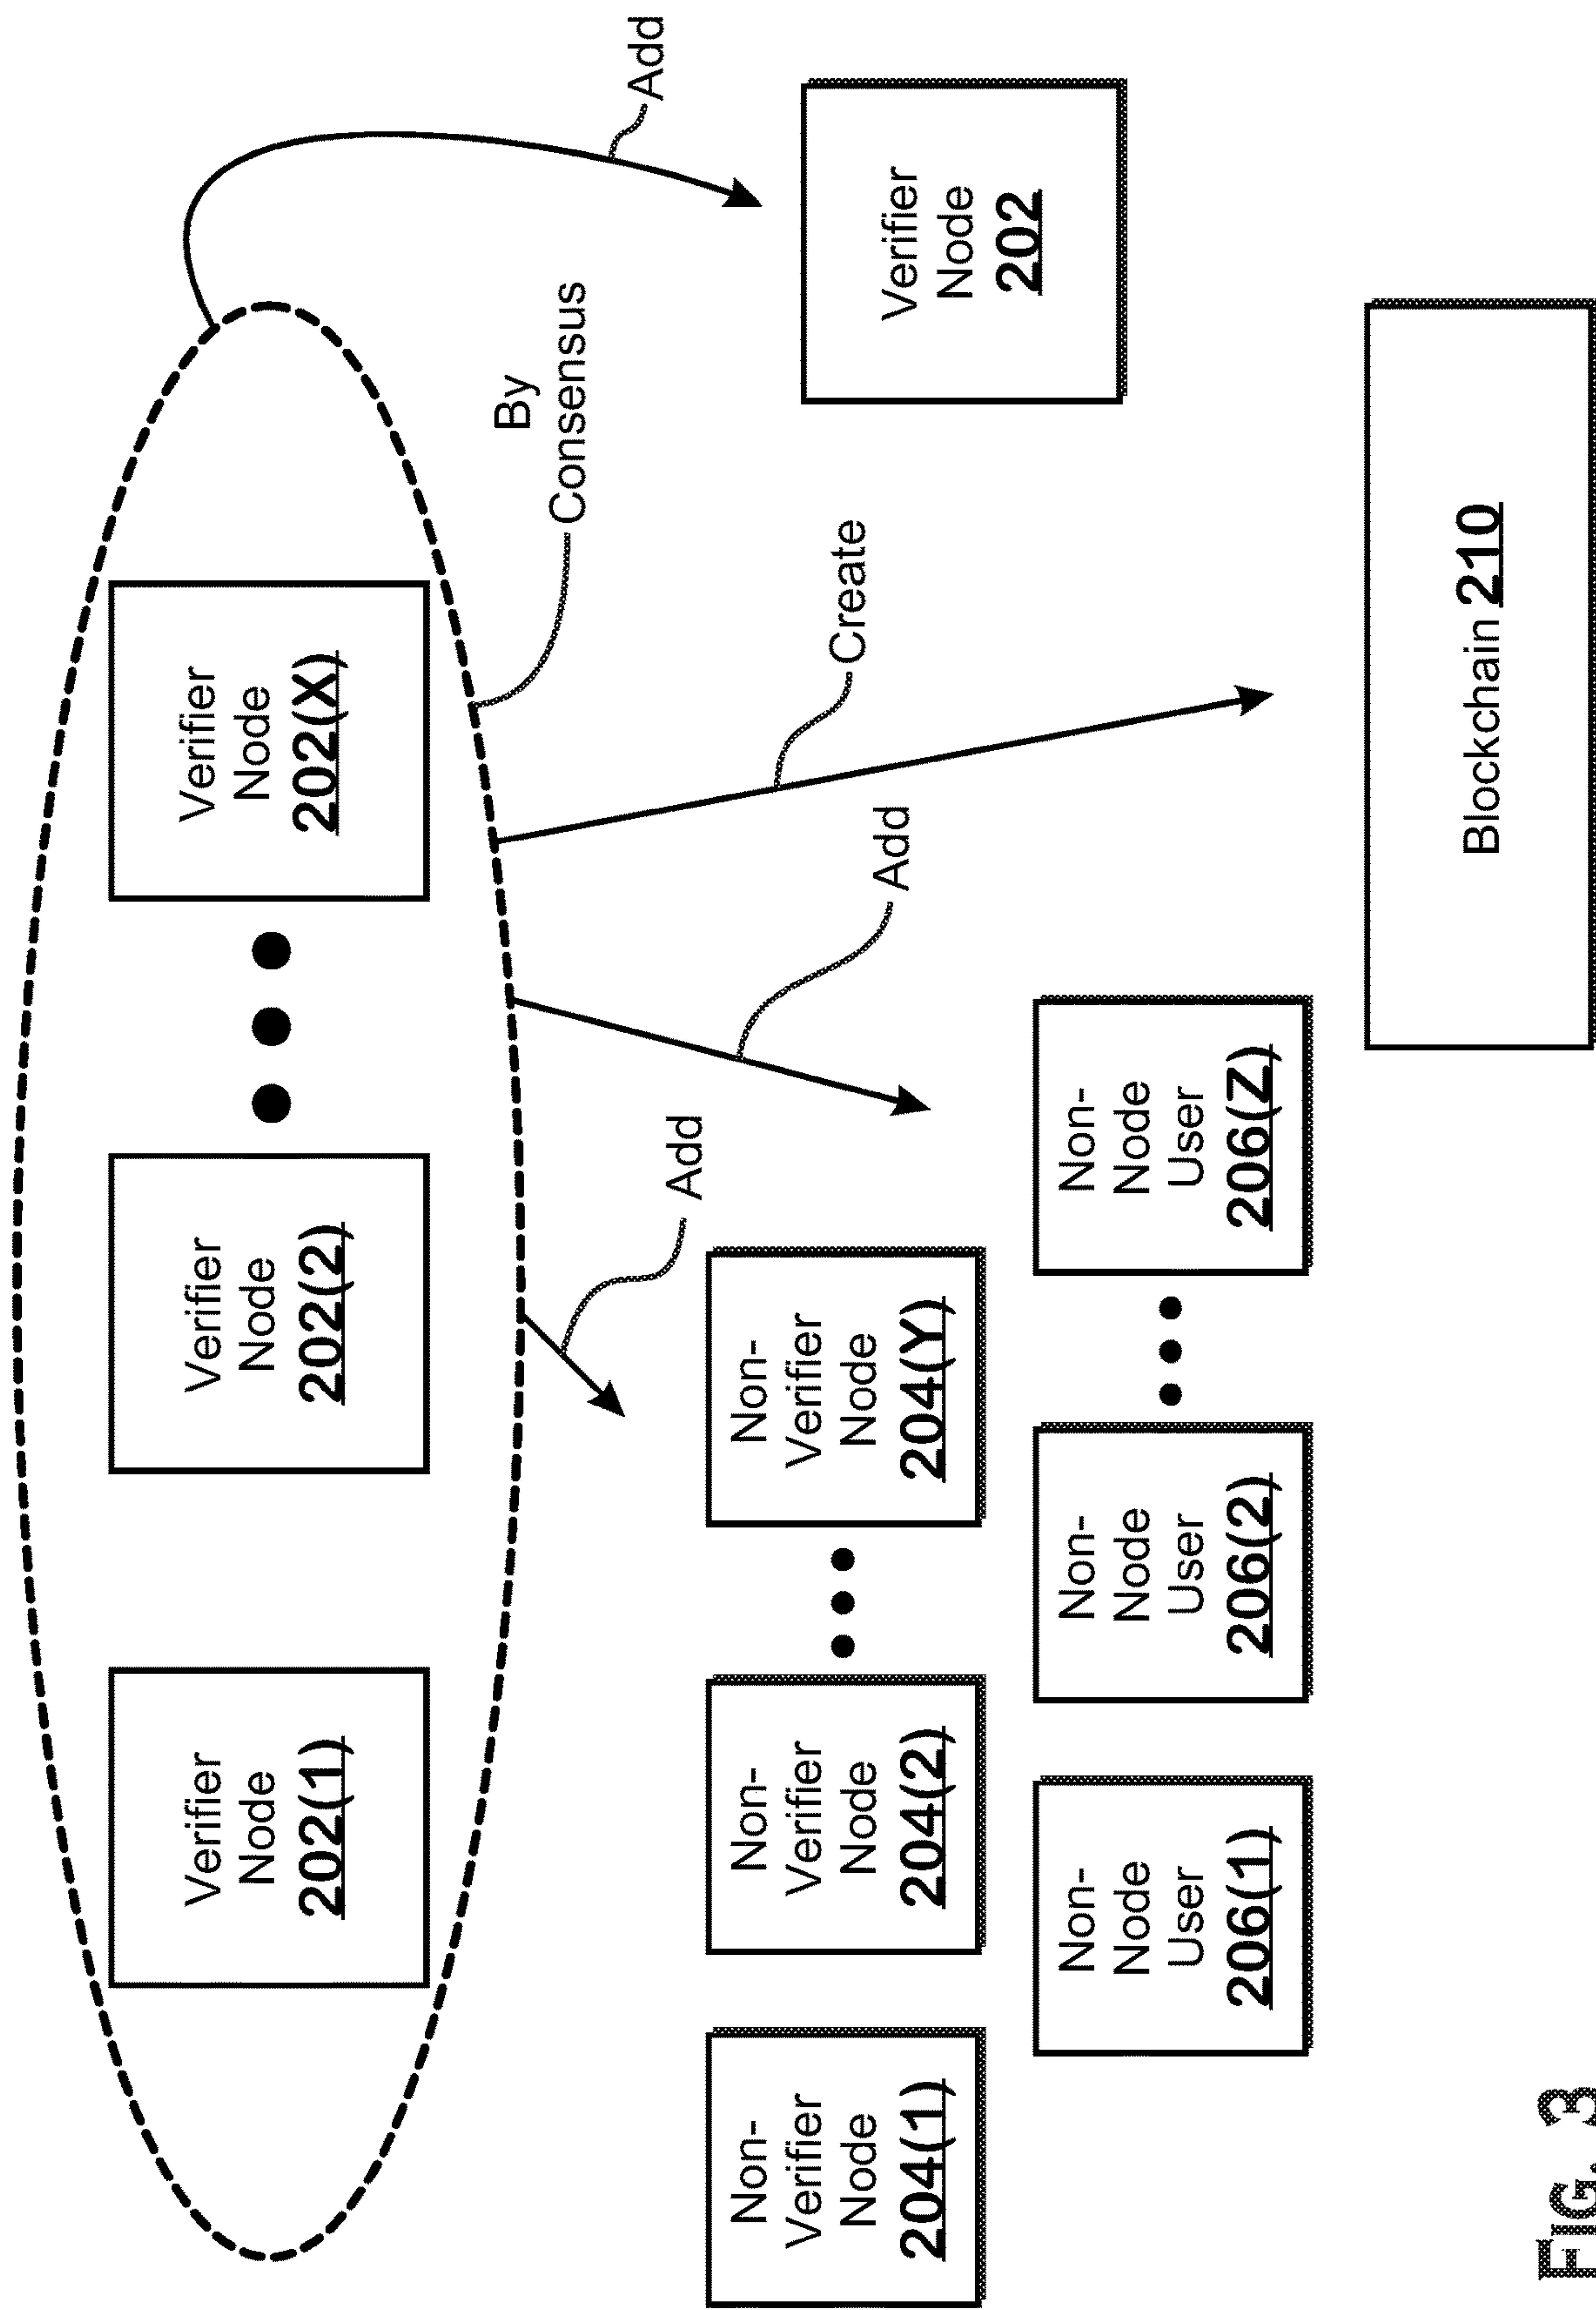 Verifier
Node
202(1)
Verifier
Node
202(2)
Verifier
Node
202(X)
Add
By
Consensus
Add
Add
Create
Verifier
Node
202
Non-
Verifier
Node
204(1)
Non-
Verifier
Node
204(2)
Non-
Verifier
Node
204(Y)
Non-
Node
User
206(1)
Non-
Node
User
206(2)
Non-
Node
User
206(Z)
Blockchain 210
FIG. 3